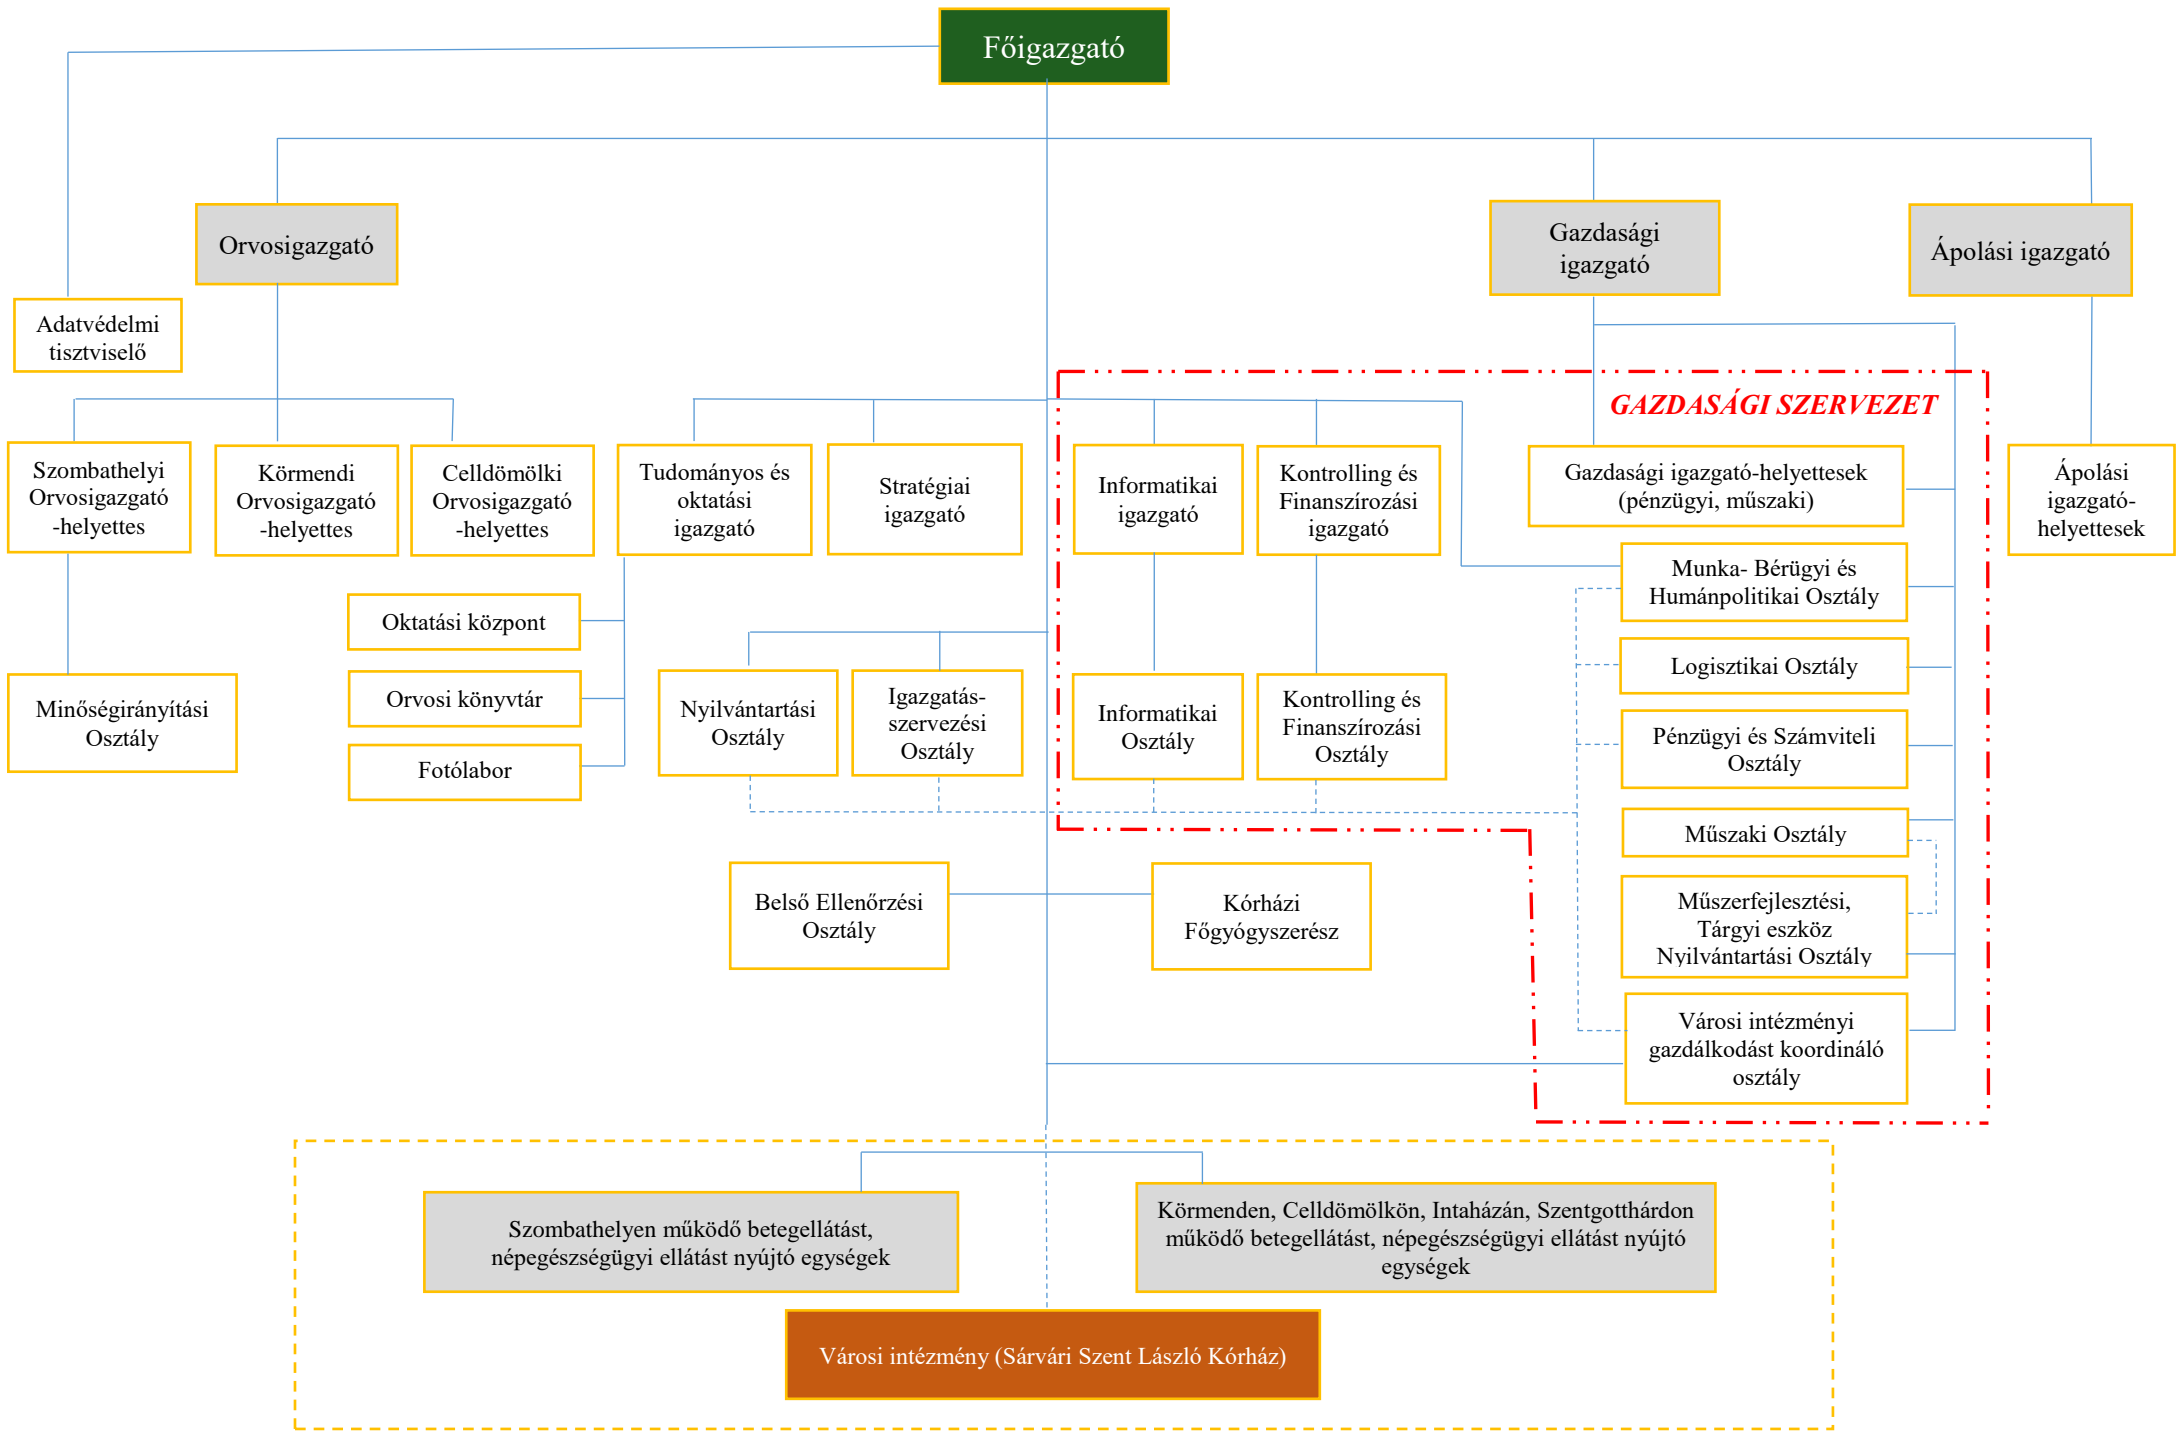 Főigazgató
Orvosigazgató
Gazdasági
igazgató
Ápolási igazgató
Adatvédelmi
tisztviselő
GAZDASÁGI SZERVEZET
Szombathelyi
Orvosigazgató
-helyettes
Körmendi
Orvosigazgató
-helyettes
Celldömölki
Orvosigazgató
-helyettes
Tudományos és
oktatási
igazgató
Stratégiai
igazgató
Informatikai
igazgató
Kontrolling és
Finanszírozási
igazgató
Gazdasági igazgató-helyettesek
(pénzügyi, műszaki)
Ápolási
igazgató-
helyettesek
Munka- Bérügyi és
Humánpolitikai Osztály
Oktatási központ
Logisztikai Osztály
Minőségirányítási
Osztály
Orvosi könyvtár
Nyilvántartási
Osztály
Igazgatás-
szervezési
Osztály
Informatikai
Osztály
Kontrolling és
Finanszírozási
Osztály
Pénzügyi és Számviteli
Osztály
Fotólabor
Műszaki Osztály
Belső Ellenőrzési
Osztály
Kórházi
Főgyógyszerész
Műszerfejlesztési,
Tárgyi eszköz
Nyilvántartási Osztály
Városi intézményi
gazdálkodást koordináló
osztály
Szombathelyen működő betegellátást,
népegészségügyi ellátást nyújtó egységek
Körmenden, Celldömölkön, Intaházán, Szentgotthárdon
működő betegellátást, népegészségügyi ellátást nyújtó
egységek
Városi intézmény (Sárvári Szent László Kórház)